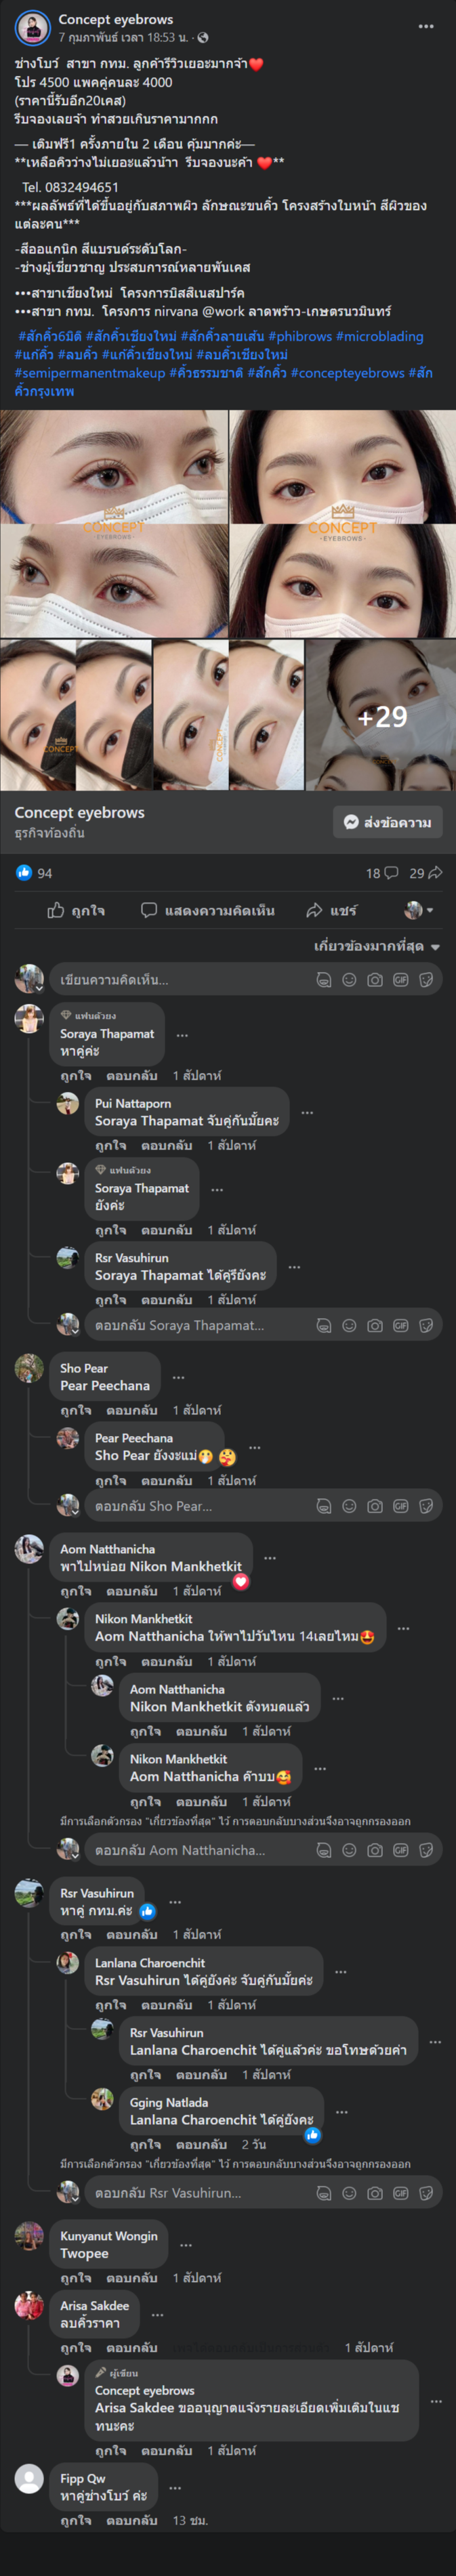 Concept eyebrows
7 กุมภาพันธ์ เวลา 18:53 น. ·
ช่างโบว์ สาขา กทม. ลูกค้ารีวิวเยอะมากจ้า❤️
โปร 4500 แพคคู่คนละ 4000
(ราคานี้รับอีก20เคส)
รีบจองเลยจ้า ทำสวยเกินราคามากกก
— เติมฟรี1 ครั้งภายใน 2 เดือน คุ้มมากค่ะ—
**เหลือคิวว่างไม่เยอะแล้วน้าา รีบจองนะค้า ❤️**
Tel. 0832494651
***ผลลัพธ์ที่ได้ขึ้นอยู่กับสภาพผิว ลักษณะขนคิ้ว โครงสร้างใบหน้า สีผิวของ
แต่ละคน***
-สีออแกนิก สีแบรนด์ระดับโลก-
-ช่างผู้เชี่ยวชาญ ประสบการณ์หลายพันเคส
•••สาขาเชียงใหม่ โครงการบิสสิเนสปาร์ค
•••สาขา กทม. โครงการ nirvana @work ลาดพร้าว-เกษตรนวมินทร์
#สักคิ้ว6มิติ #สักคิ้วเชียงใหม่ #สักคิ้วลายเส้น #phibrows #microblading
#แก้คิ้ว #ลบคิ้ว #แก้คิ้วเชียงใหม่ #ลบคิ้วเชียงใหม่
#semipermanentmakeup #คิ้วธรรมชาติ #สักคิ้ว #concepteyebrows #สัก
คิ้วกรุงเทพ
CONCEPT
·EYEBROWS·
CONCEPT
·EYEBROWS·
CONCEPT
+29
Concept eyebrows
ธุรกิจท้องถิ่น
ส่งข้อความ
94
18
29
ถูกใจ
แสดงความคิดเห็น
แชร์
เกี่ยวข้องมากที่สุด
เขียนความคิดเห็น...
แฟนตัวยง
Soraya Thapamat
หาคู่ค่ะ
ถูกใจ ตอบกลับ 1 สัปดาห์
Pui Nattaporn
Soraya Thapamat จับคู่กันมั้ยคะ
ถูกใจ ตอบกลับ 1 สัปดาห์
แฟนตัวยง
Soraya Thapamat
ยังค่ะ
ถูกใจ ตอบกลับ 1 สัปดาห์
Rsr Vasuhirun
Soraya Thapamat ได้คู่รึยังคะ
ถูกใจ ตอบกลับ 1 สัปดาห์
ตอบกลับ Soraya Thapamat...
Sho Pear
Pear Peechana
ถูกใจ ตอบกลับ 1 สัปดาห์
Pear Peechana
Sho Pear ยังงะแม่🤭 🥰
ถูกใจ ตอบกลับ 1 สัปดาห์
ตอบกลับ Sho Pear...
Aom Natthanicha
พาไปหน่อย Nikon Mankhetkit
ถูกใจ ตอบกลับ 1 สัปดาห์
Nikon Mankhetkit
Aom Natthanicha ให้พาไปวันไหน 14เลยไหม🤩
ถูกใจ ตอบกลับ 1 สัปดาห์
Aom Natthanicha
Nikon Mankhetkit ตังหมดแล้ว
ถูกใจ ตอบกลับ 1 สัปดาห์
Nikon Mankhetkit
Aom Natthanicha ค๊าบบ🥰
ถูกใจ ตอบกลับ 1 สัปดาห์
มีการเลือกตัวกรอง "เกี่ยวข้องที่สุด" ไว้ การตอบกลับบางส่วนจึงอาจถูกกรองออก
ตอบกลับ Aom Natthanicha...
Rsr Vasuhirun
หาคู่ กทม.ค่ะ
ถูกใจ ตอบกลับ 1 สัปดาห์
Lanlana Charoenchit
Rsr Vasuhirun ได้คู่ยังค่ะ จับคู่กันมั้ยค่ะ
ถูกใจ ตอบกลับ 1 สัปดาห์
Rsr Vasuhirun
Lanlana Charoenchit ได้คู่แล้วค่ะ ขอโทษด้วยค่า
ถูกใจ ตอบกลับ 1 สัปดาห์
Gging Natlada
Lanlana Charoenchit ได้คู่ยังคะ
ถูกใจ ตอบกลับ 2 วัน
มีการเลือกตัวกรอง "เกี่ยวข้องที่สุด" ไว้ การตอบกลับบางส่วนจึงอาจถูกกรองออก
ตอบกลับ Rsr Vasuhirun...
Kunyanut Wongin
Twopee
ถูกใจ ตอบกลับ 1 สัปดาห์
Arisa Sakdee
ลบคิ้วราคา
ถูกใจ ตอบกลับ 1 สัปดาห์
ผู้เขียน
Concept eyebrows
Arisa Sakdee ขออนุญาตแจ้งรายละเอียดเพิ่มเติมในแช
ทนะคะ
ถูกใจ ตอบกลับ 1 สัปดาห์
Fipp Qw
หาคู่ช่างโบว์ ค่ะ
ถูกใจ ตอบกลับ 13 ชม.